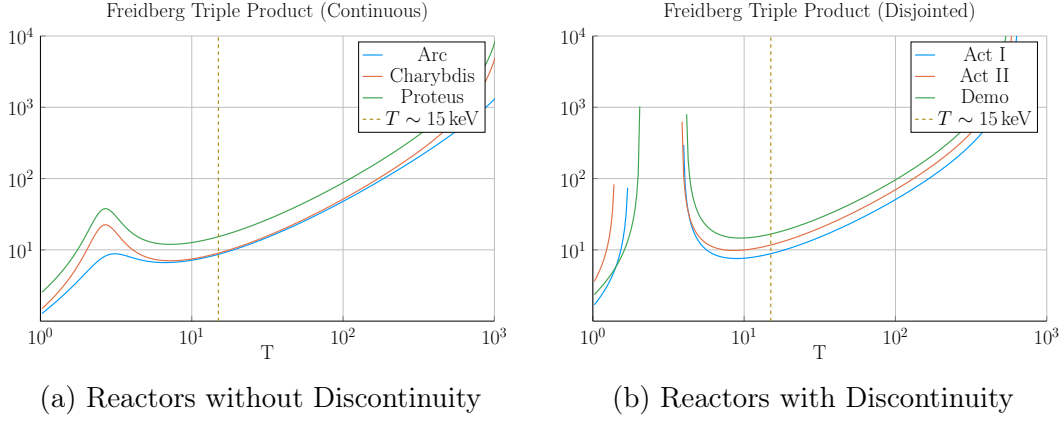 Freidberg Triple Product (Continuous)
10^4
10^3
10^2
10^1
10^0
10^1
10^2
10^3
T
Arc
Charybdis
Proteus
T ∼ 15 keV
(a) Reactors without Discontinuity
Freidberg Triple Product (Disjointed)
10^4
10^3
10^2
10^1
10^0
10^1
10^2
10^3
T
Act I
Act II
Demo
T ∼ 15 keV
(b) Reactors with Discontinuity